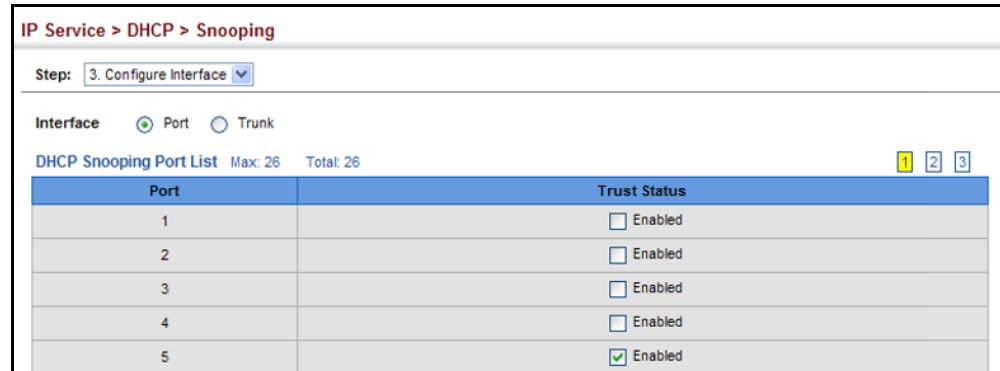 IP Service > DHCP > Snooping
Step: 3. Configure Interface
Interface Port Trunk
DHCP Snooping Port List Max: 26 Total: 26 1 2 3
Port Trust Status
1 Enabled
2 Enabled
3 Enabled
4 Enabled
5 Enabled